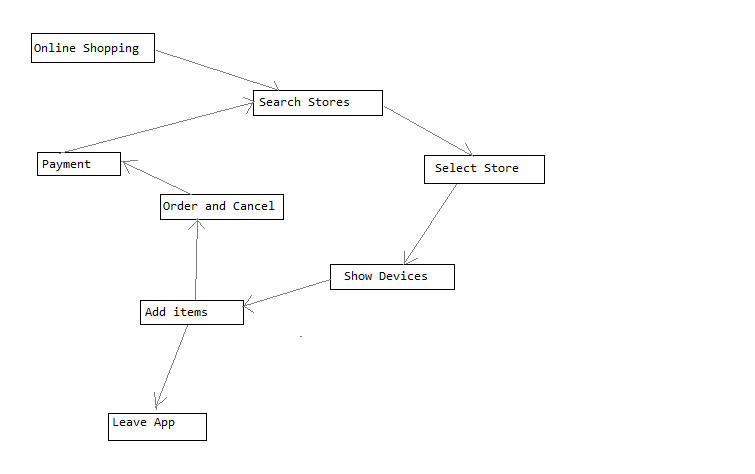 Online Shopping
Search Stores
Payment
Select Store
Order and Cancel
Show Devices
Add items
Leave App